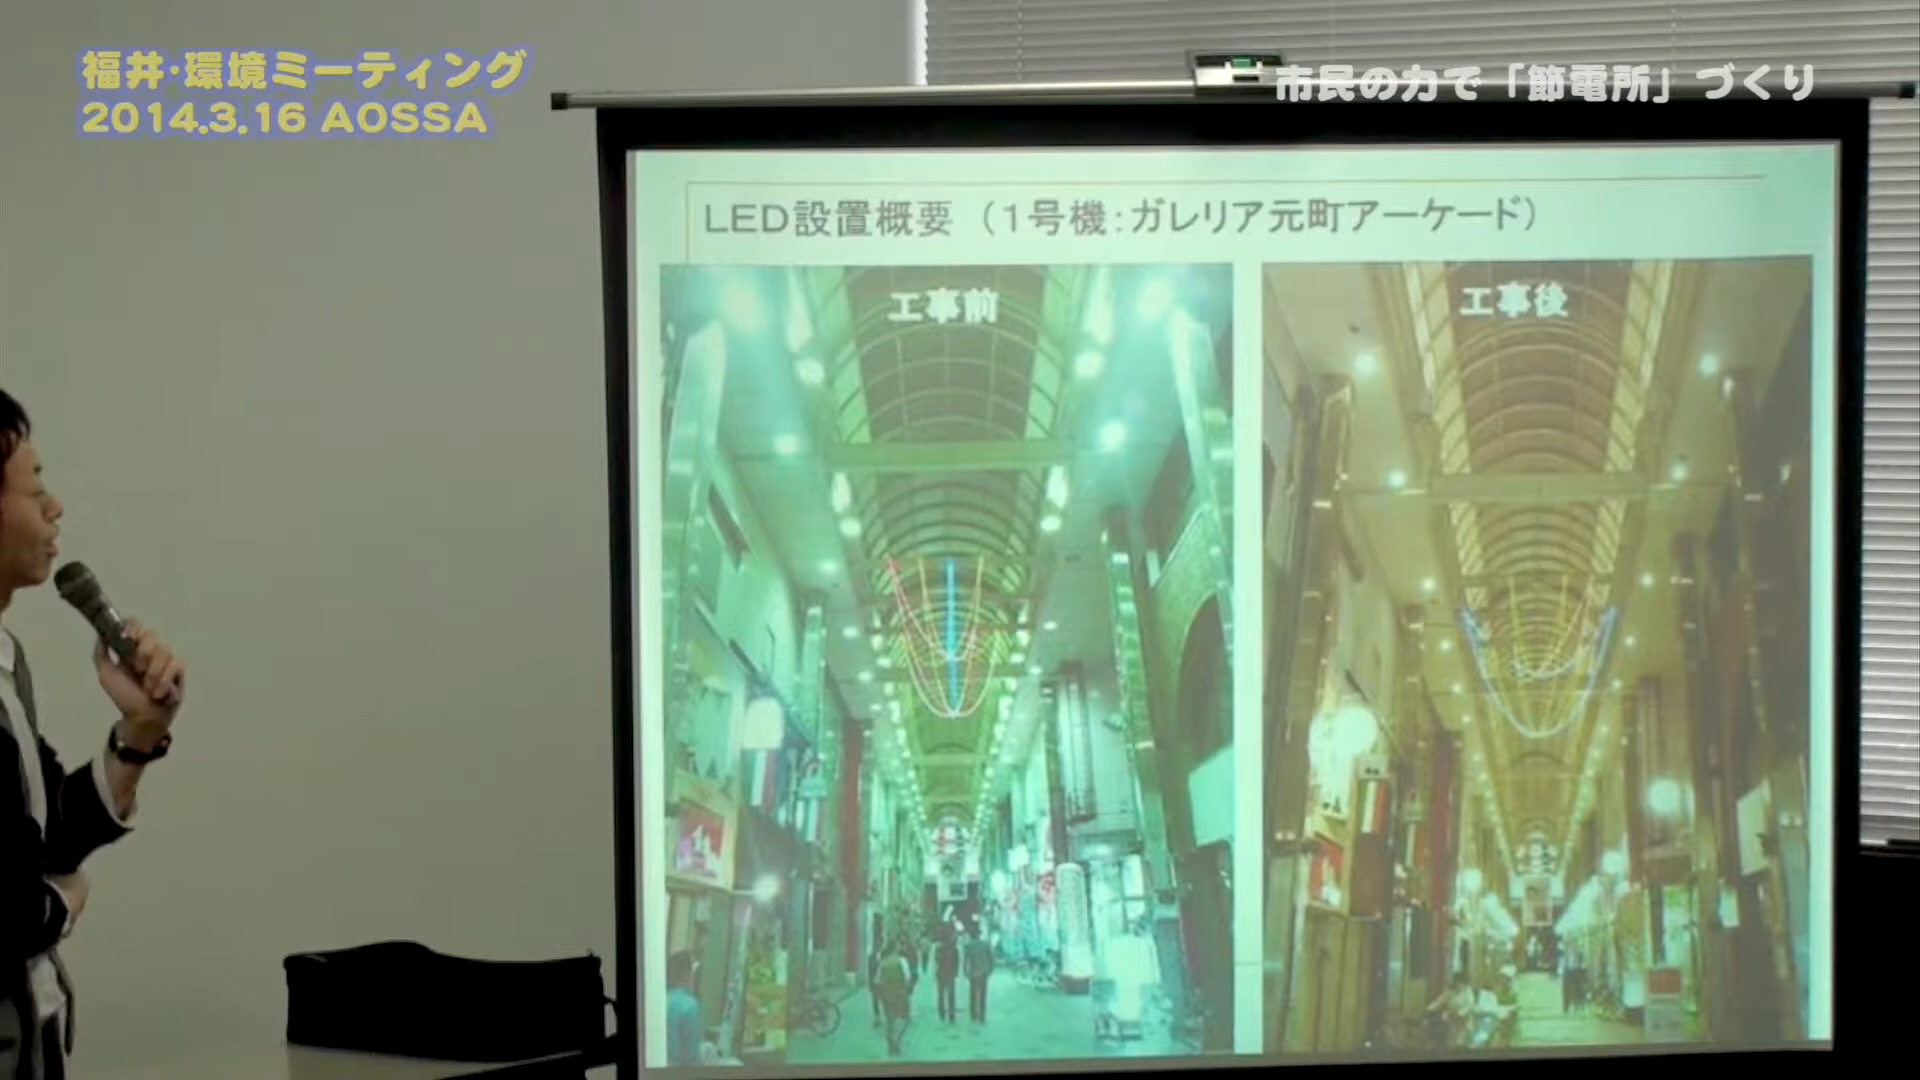 福井・環境ミーティング
2014.3.16 AOSSA
市民の力で「節電所」づくり
LED設置概要（1号機：ガレリア元町アーケード）
工事前
工事後